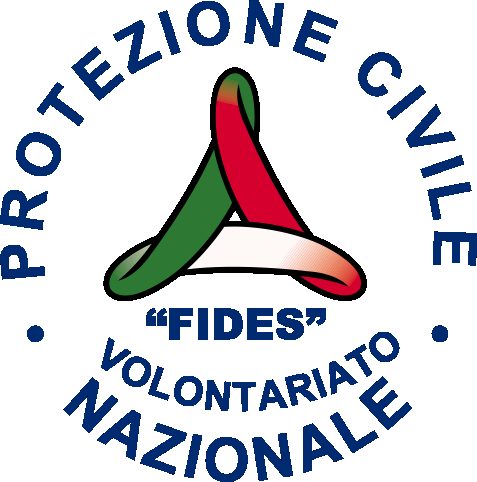 PROTEZIONE CIVILE
“FIDES”
VOLONTARIATO
NAZIONALE